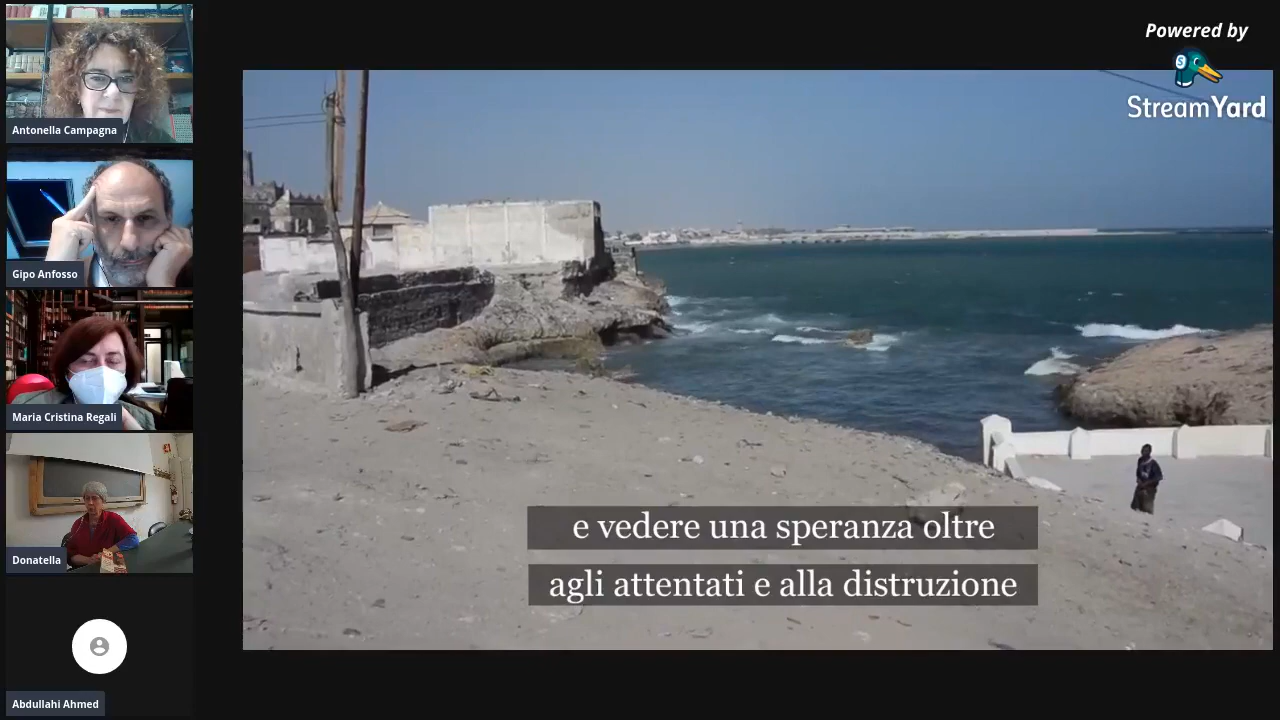 Antonella Campagna
Gipo Anfosso
Maria Cristina Regali
Donatella
Abdullahi Ahmed
Powered by
S
StreamYard
e vedere una speranza oltre
agli attentati e alla distruzione